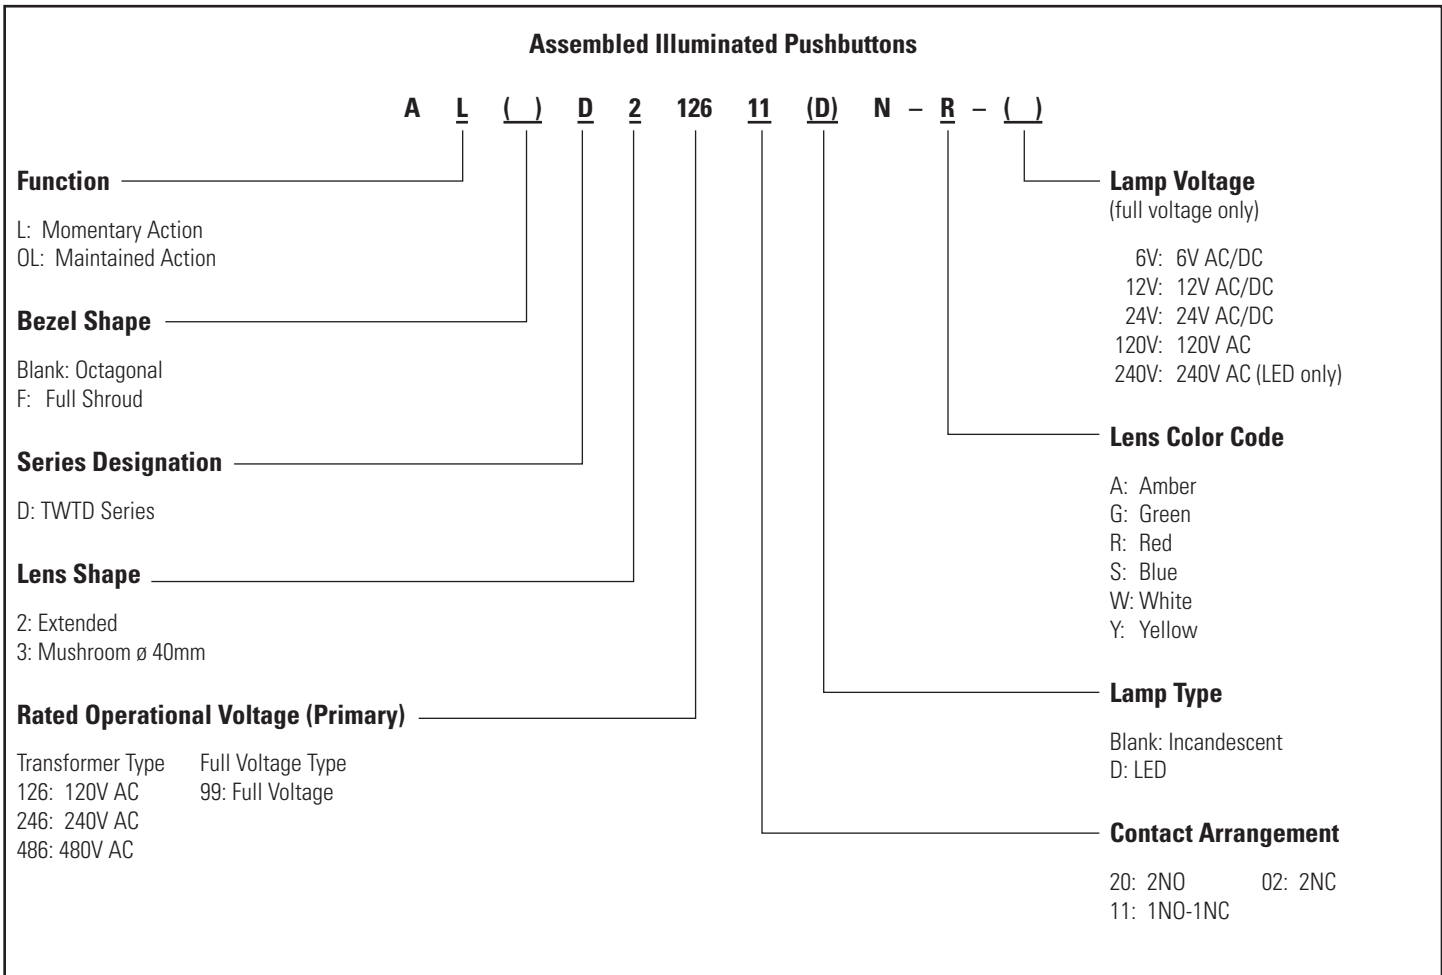 Assembled Illuminated Pushbuttons
A L ( ) D 2 126 11 (D) N – R – ( )
Function
L: Momentary Action
OL: Maintained Action
Bezel Shape
Blank: Octagonal
F: Full Shroud
Series Designation
D: TWTD Series
Lens Shape
2: Extended
3: Mushroom ø 40mm
Rated Operational Voltage (Primary)
Transformer Type Full Voltage Type
126: 120V AC 99: Full Voltage
246: 240V AC
486: 480V AC
Lamp Voltage
(full voltage only)
6V: 6V AC/DC
12V: 12V AC/DC
24V: 24V AC/DC
120V: 120V AC
240V: 240V AC (LED only)
Lens Color Code
A: Amber
G: Green
R: Red
S: Blue
W: White
Y: Yellow
Lamp Type
Blank: Incandescent
D: LED
Contact Arrangement
20: 2NO 02: 2NC
11: 1NO-1NC